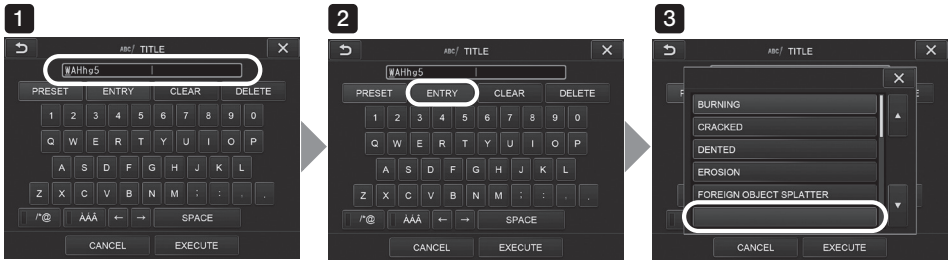 1
ABC/ TITLE
WAHhg5
PRESET ENTRY CLEAR DELETE
1 2 3 4 5 6 7 8 9 0
Q W E R T Y U I O P
A S D F G H J K L
Z X C V B N M ; : . .
/*@ ÀÁÂ ← → SPACE
CANCEL EXECUTE
2
ABC/ TITLE
WAHhg5
PRESET ENTRY CLEAR DELETE
1 2 3 4 5 6 7 8 9 0
Q W E R T Y U I O P
A S D F G H J K L
Z X C V B N M ; : . .
/*@ ÀÁÂ ← → SPACE
CANCEL EXECUTE
3
ABC/ TITLE
BURNING
CRACKED
DENTED
EROSION
FOREIGN OBJECT SPLATTER
CANCEL EXECUTE